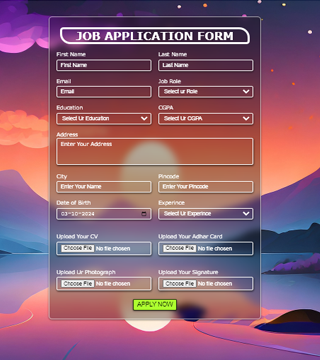 JOB APPLICATION FORM
First Name Last Name
First Name Last Name
Email Job Role
Email Select ur Role
Education CGPA
Select Ur Education Select Ur CGPA
Address
Enter Your Address
City Pincode
Enter Your Name Enter Your Pincode
Date of Birth Experince
03-10-2024 Select Ur Experince
Upload Your CV Upload Your Adhar Card
Choose File No file chosen Choose File No file chosen
Upload Ur Photograph Upload Your Signature
Choose File No file chosen Choose File No file chosen
APPLY NOW